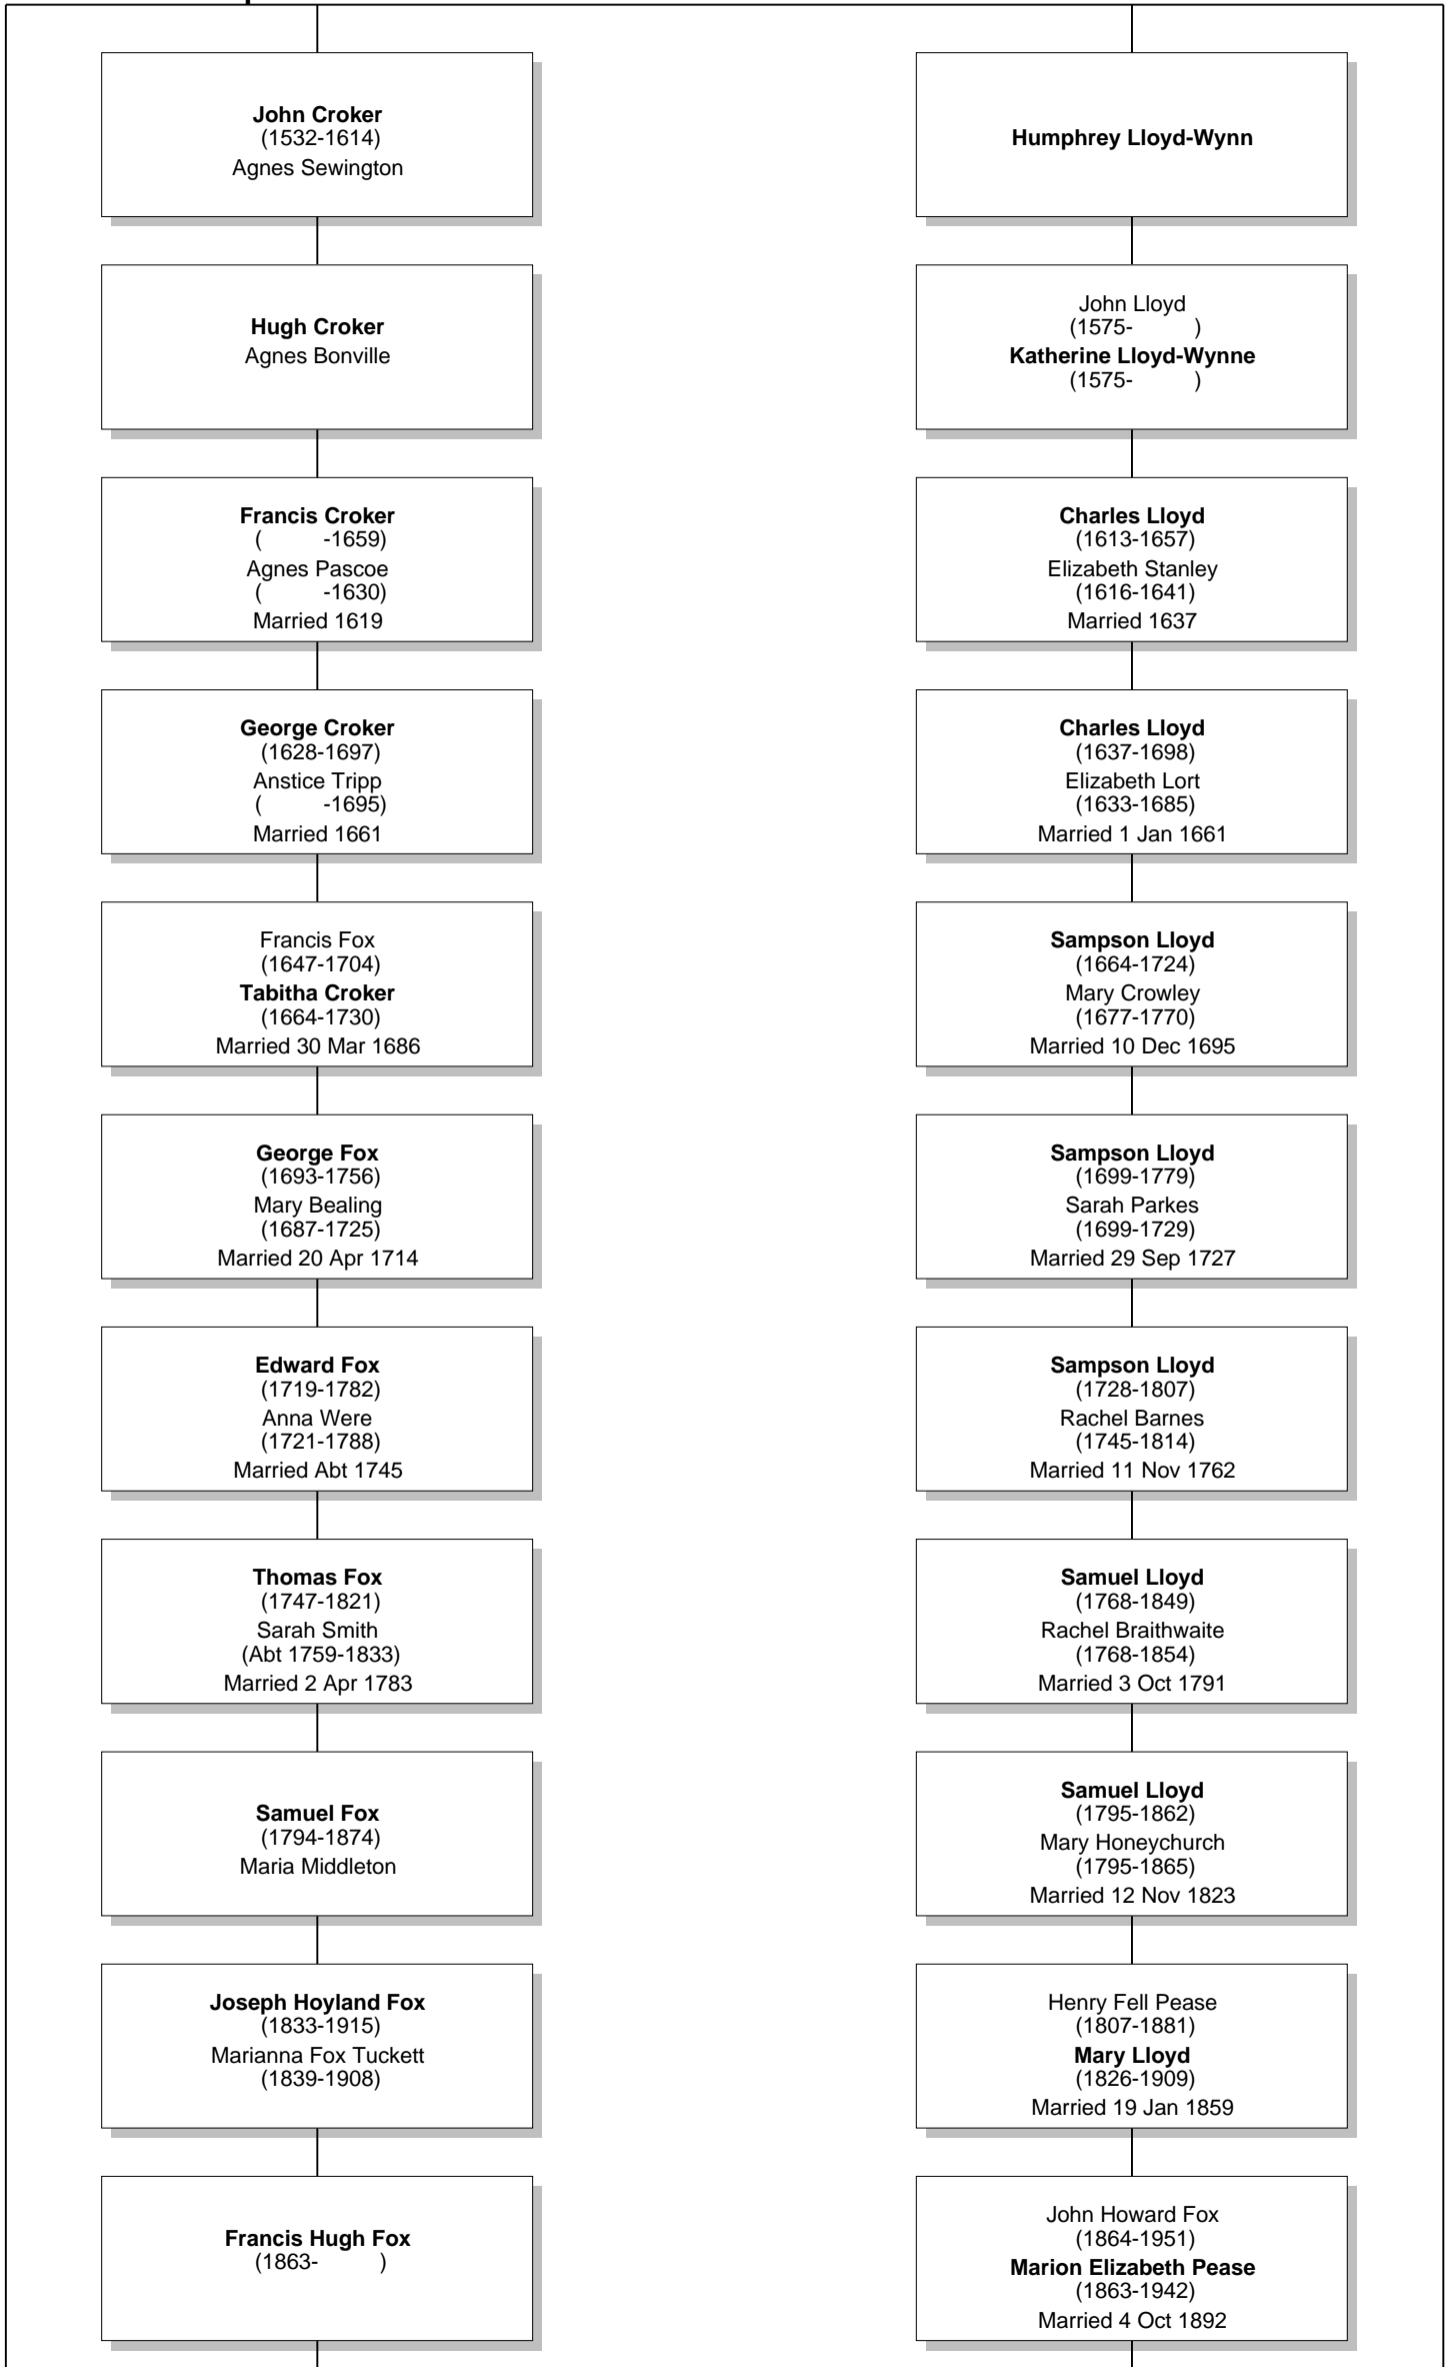 John Croker
(1532-1614)
Agnes Sewington
Hugh Croker
Agnes Bonville
Francis Croker
( -1659)
Agnes Pascoe
( -1630)
Married 1619
George Croker
(1628-1697)
Anstice Tripp
( -1695)
Married 1661
Francis Fox
(1647-1704)
Tabitha Croker
(1664-1730)
Married 30 Mar 1686
George Fox
(1693-1756)
Mary Bealing
(1687-1725)
Married 20 Apr 1714
Edward Fox
(1719-1782)
Anna Were
(1721-1788)
Married Abt 1745
Thomas Fox
(1747-1821)
Sarah Smith
(Abt 1759-1833)
Married 2 Apr 1783
Samuel Fox
(1794-1874)
Maria Middleton
Joseph Hoyland Fox
(1833-1915)
Marianna Fox Tuckett
(1839-1908)
Francis Hugh Fox
(1863- )
Humphrey Lloyd-Wynn
John Lloyd
(1575- )
Katherine Lloyd-Wynne
(1575- )
Charles Lloyd
(1613-1657)
Elizabeth Stanley
(1616-1641)
Married 1637
Charles Lloyd
(1637-1698)
Elizabeth Lort
(1633-1685)
Married 1 Jan 1661
Sampson Lloyd
(1664-1724)
Mary Crowley
(1677-1770)
Married 10 Dec 1695
Sampson Lloyd
(1699-1779)
Sarah Parkes
(1699-1729)
Married 29 Sep 1727
Sampson Lloyd
(1728-1807)
Rachel Barnes
(1745-1814)
Married 11 Nov 1762
Samuel Lloyd
(1768-1849)
Rachel Braithwaite
(1768-1854)
Married 3 Oct 1791
Samuel Lloyd
(1795-1862)
Mary Honeychurch
(1795-1865)
Married 12 Nov 1823
Henry Fell Pease
(1807-1881)
Mary Lloyd
(1826-1909)
Married 19 Jan 1859
John Howard Fox
(1864-1951)
Marion Elizabeth Pease
(1863-1942)
Married 4 Oct 1892